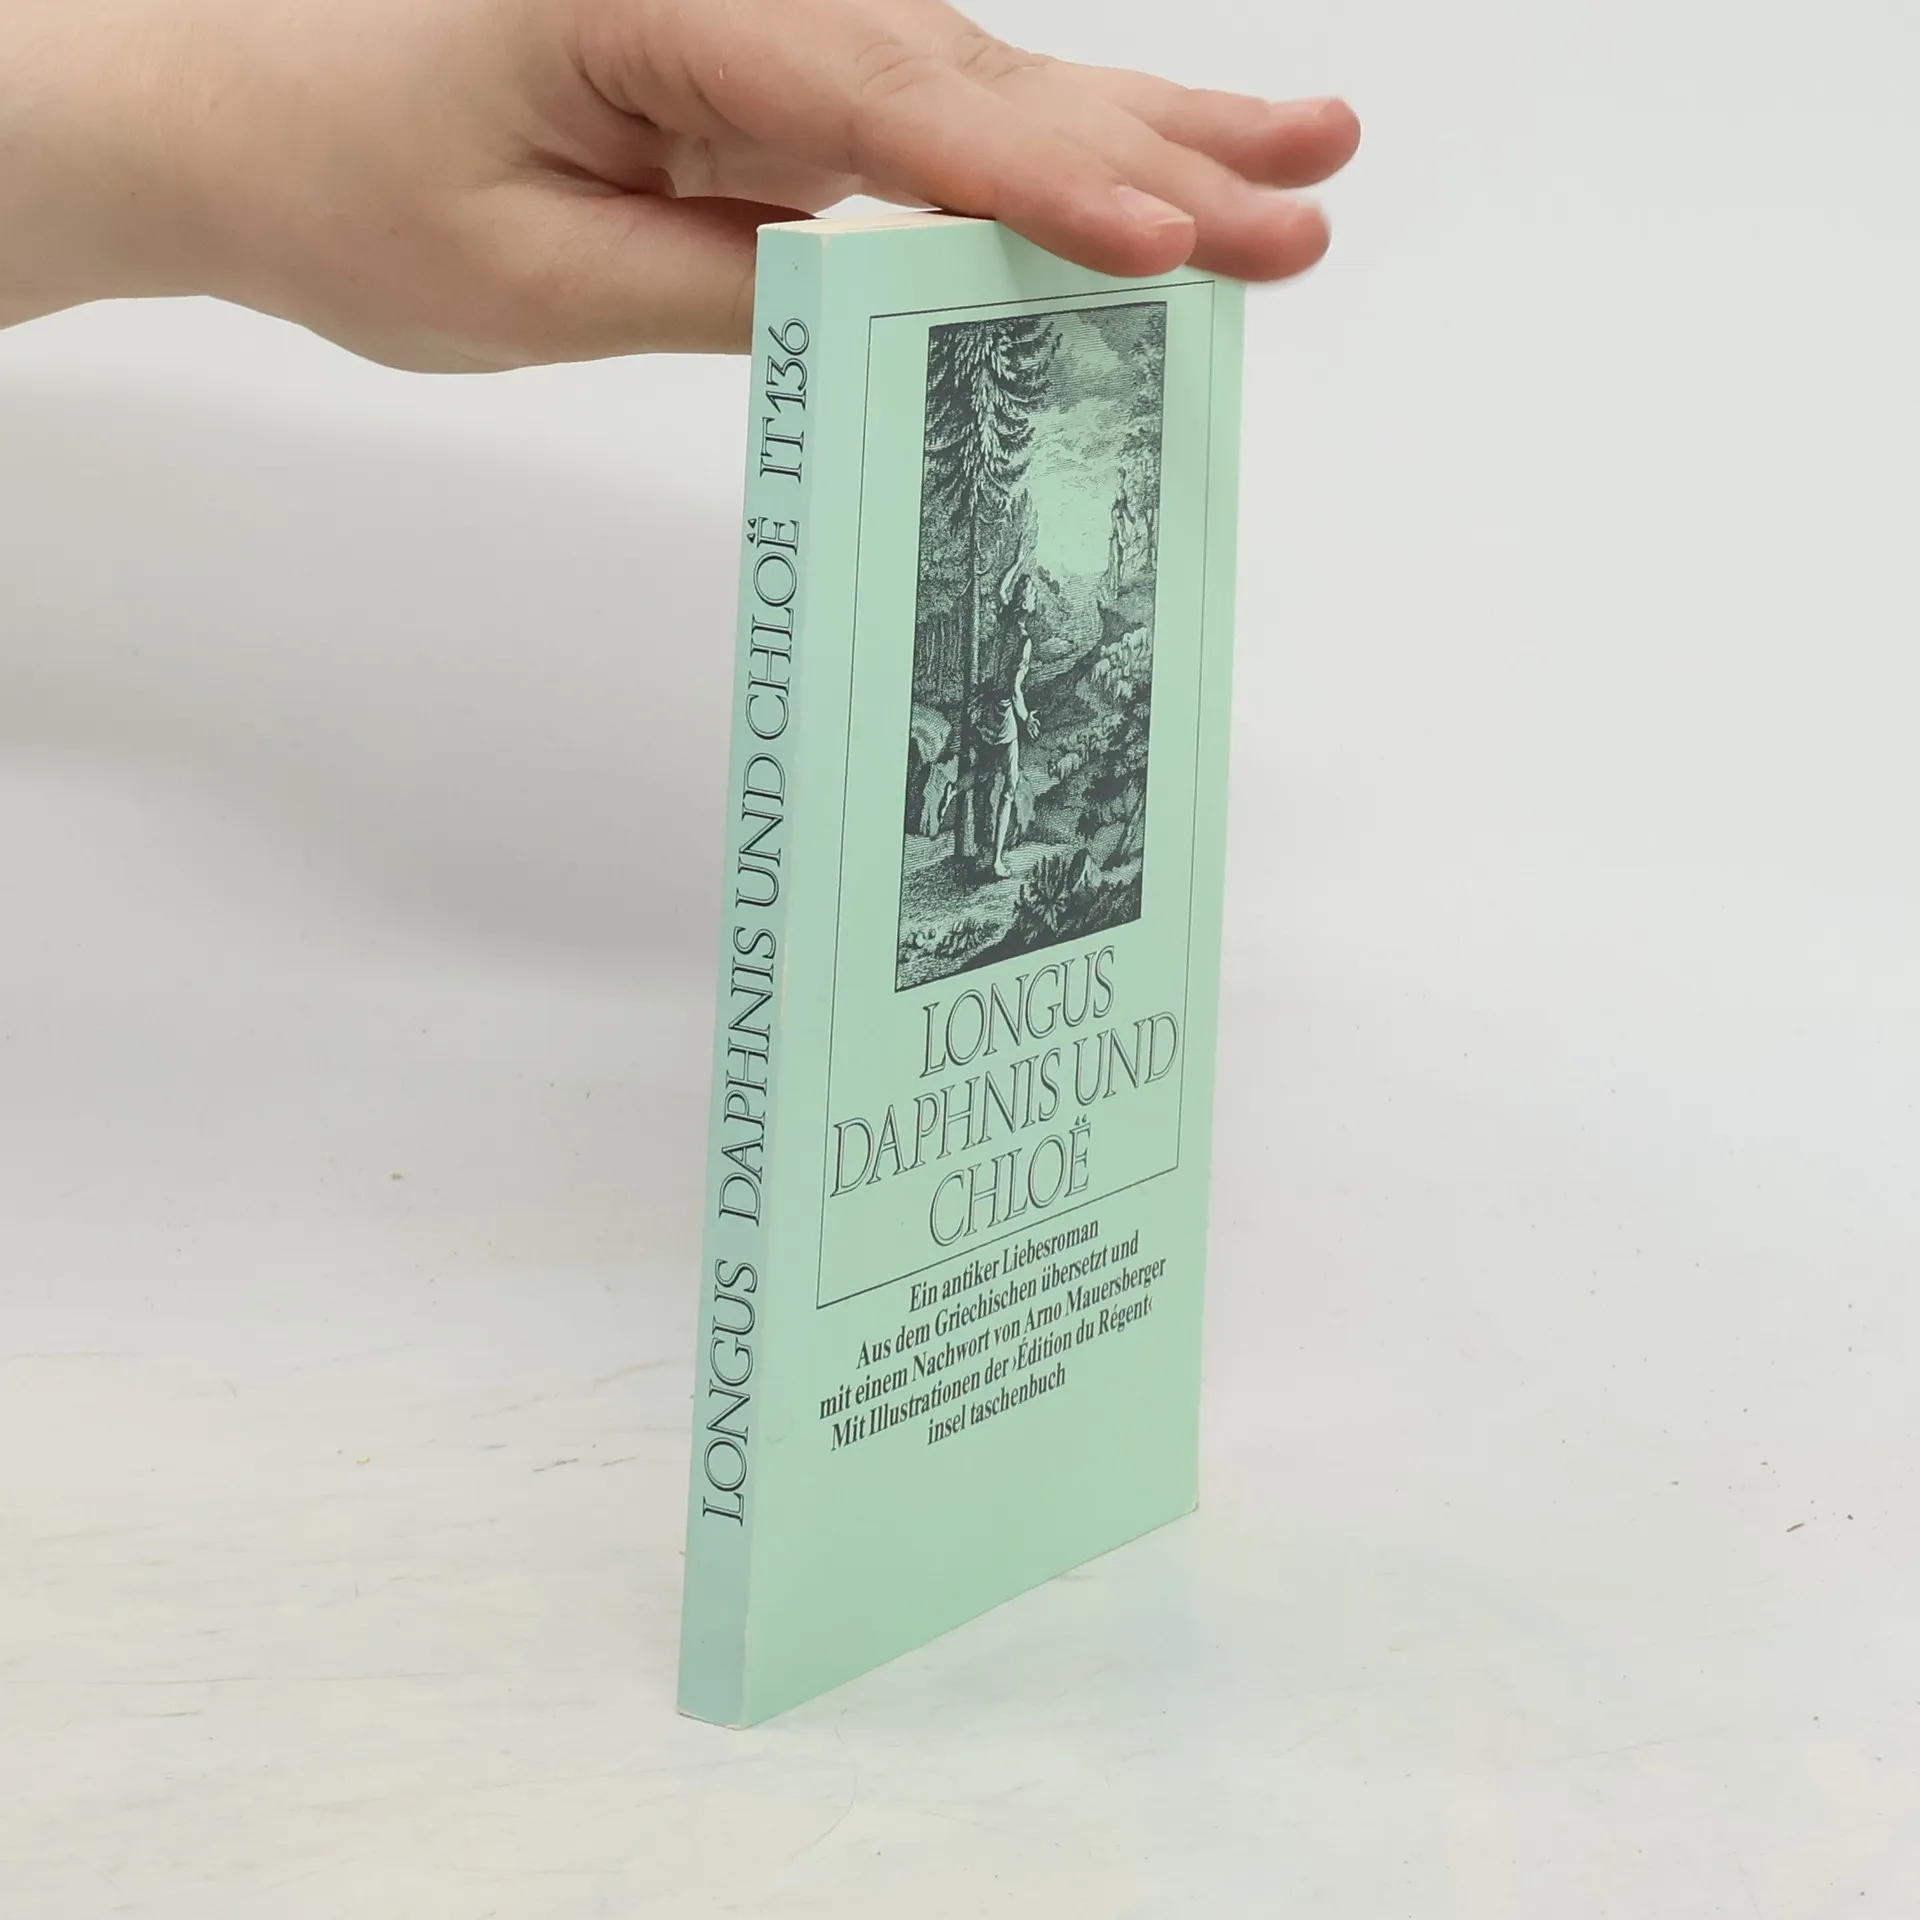 LONGUS DAPHNIS UND CHLOË IT 136
LONGUS
DAPHNIS UND
CHLOË
Ein antiker Liebesroman
Aus dem Griechischen übersetzt und
mit einem Nachwort von Arno Mauersberger
Mit Illustrationen der ›Édition du Régent‹
insel taschenbuch